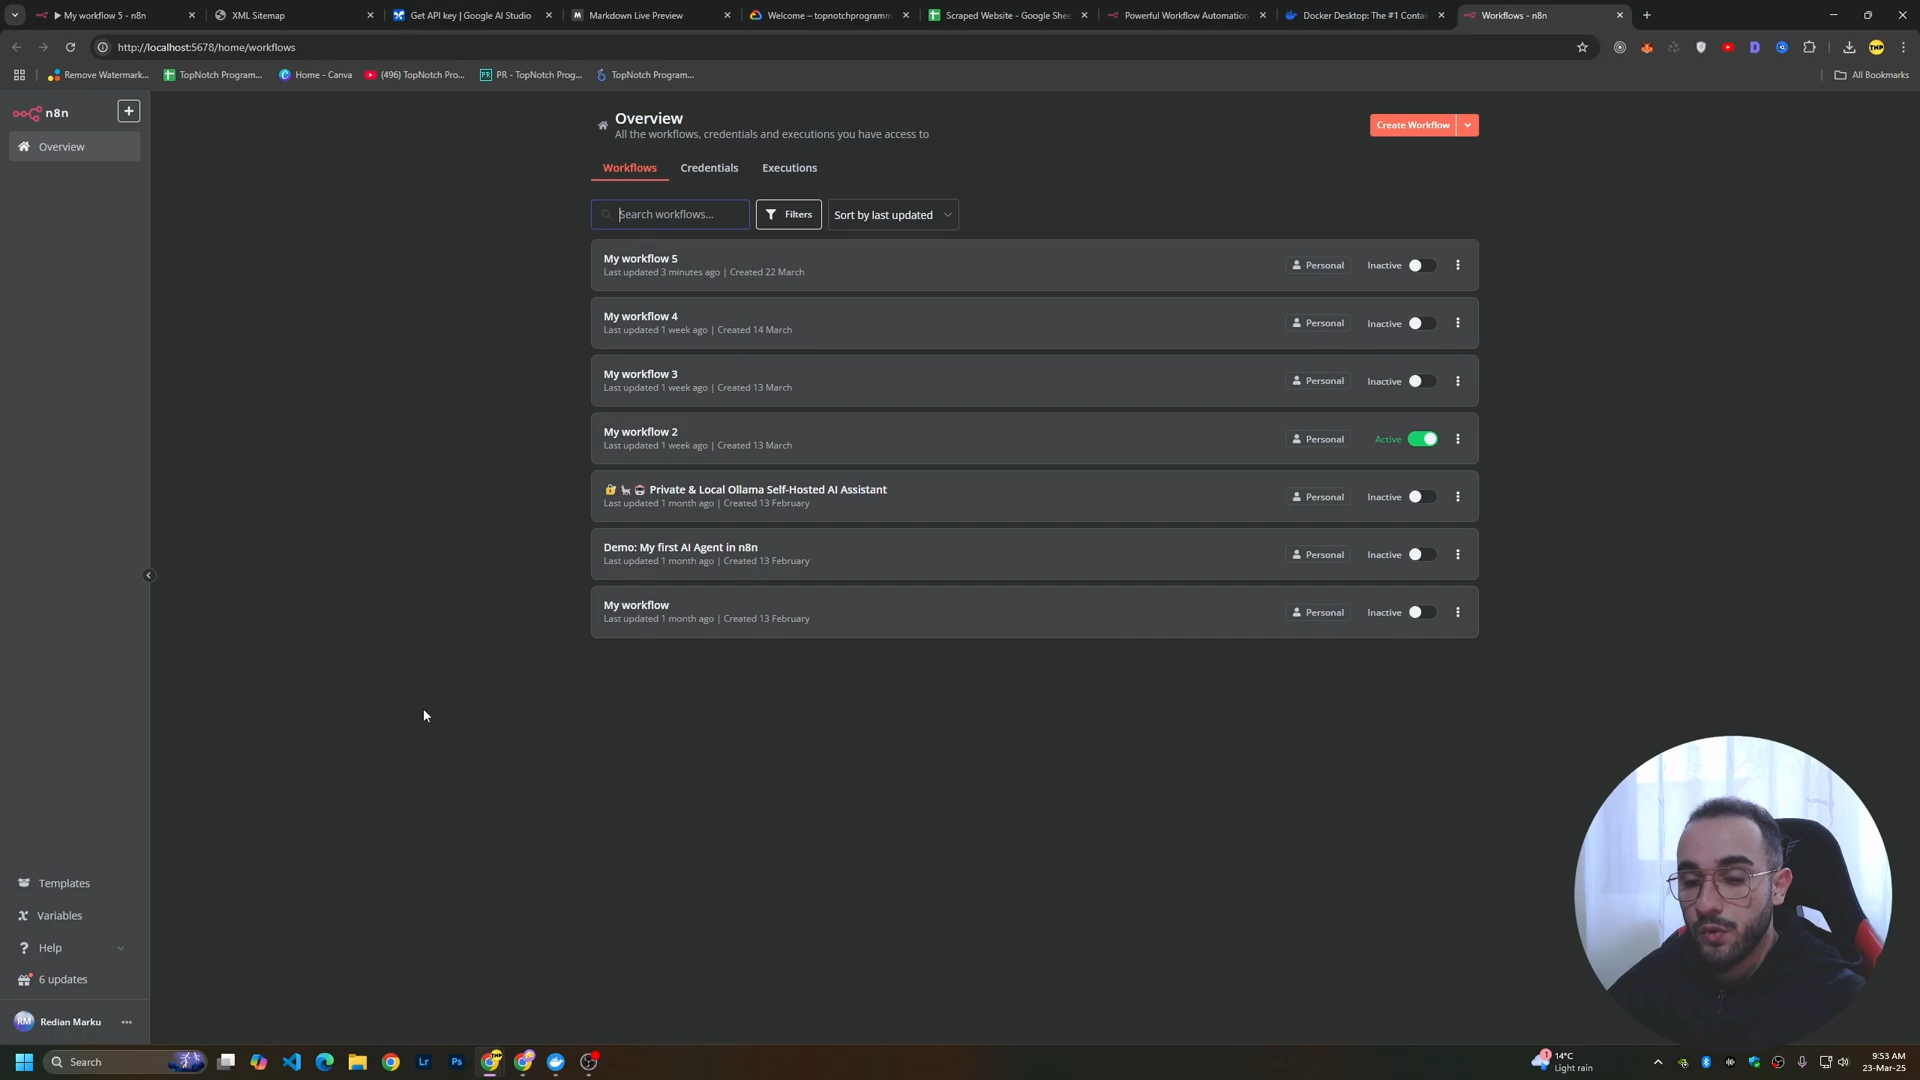 My workflow 5 - n8n
XML Sitemap
Get API key | Google AI Studio
Markdown Live Preview
Welcome – topnotchprogramm
Scraped Website - Google She
Powerful Workflow Automation
Docker Desktop: The #1 Contai
Workflows - n8n
http://localhost:5678/home/workflows
Remove Watermark...
TopNotch Program...
Home - Canva
(496) TopNotch Pro...
PR - TopNotch Prog...
TopNotch Program...
All Bookmarks
n8n
Overview
Overview
All the workflows, credentials and executions you have access to
Create Workflow
Workflows
Credentials
Executions
Search workflows...
Filters
Sort by last updated
My workflow 5
Last updated 3 minutes ago | Created 22 March
Personal
Inactive
My workflow 4
Last updated 1 week ago | Created 14 March
Personal
Inactive
My workflow 3
Last updated 1 week ago | Created 13 March
Personal
Inactive
My workflow 2
Last updated 1 week ago | Created 13 March
Personal
Active
Private & Local Ollama Self-Hosted AI Assistant
Last updated 1 month ago | Created 13 February
Personal
Inactive
Demo: My first AI Agent in n8n
Last updated 1 month ago | Created 13 February
Personal
Inactive
My workflow
Last updated 1 month ago | Created 13 February
Personal
Inactive
Templates
Variables
Help
6 updates
RM
Redian Marku
Search
Lr
Ps
1
14°C
Light rain
9:53 AM
23-Mar-25